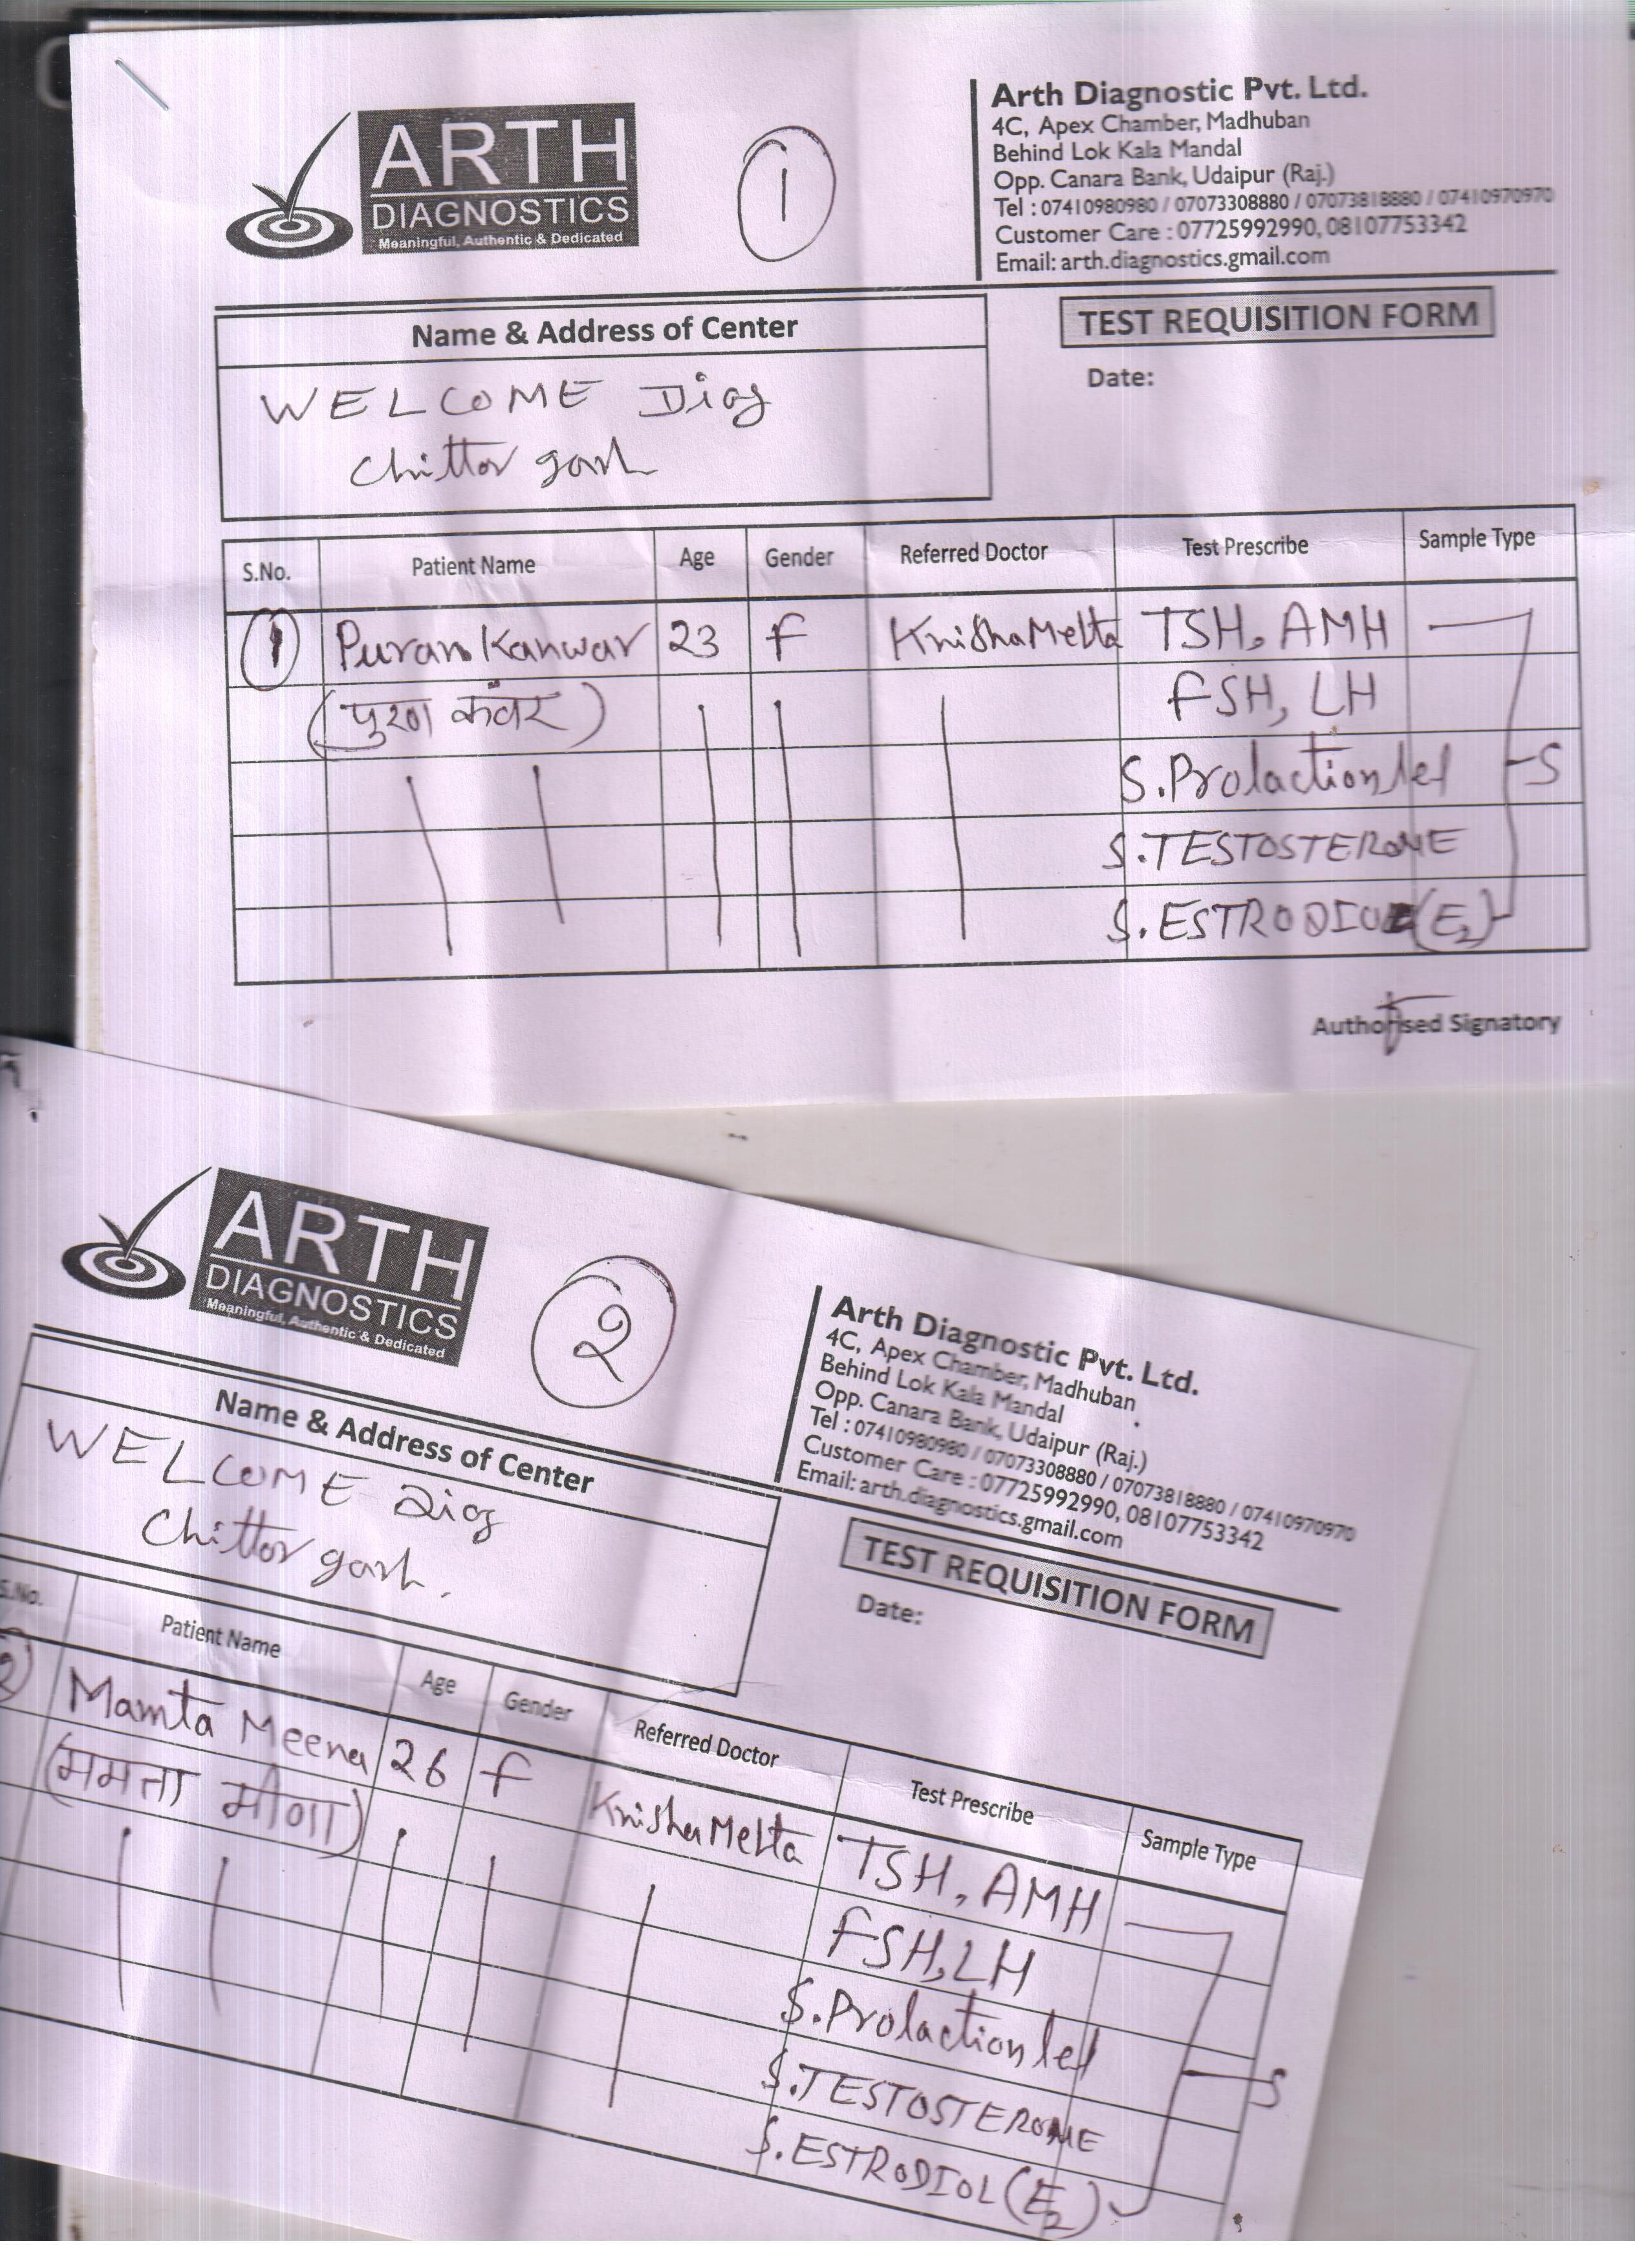 ARTH
DIAGNOSTICS
Meaningful, Authentic & Dedicated
1
Arth Diagnostic Pvt. Ltd.
4C, Apex Chamber, Madhuban
Behind Lok Kala Mandal
Opp. Canara Bank, Udaipur (Raj.)
Tel : 07410980980 / 07073308880 / 07073818880 / 07410970970
Customer Care : 07725992990, 08107753342
Email: arth.diagnostics.gmail.com
Name & Address of Center
TEST REQUISITION FORM
WELCOME Diag
Date:
Chittor garh
S.No. Patient Name Age Gender Referred Doctor Test Prescribe Sample Type
1 Puran Kanwar 23 F Krisha Mehta TSH, AMH
(पुरण कंवर) FSH, LH
S.Prolaction lel S
S.TESTOSTERONE
S.ESTRODIOL (E2)
Authorised Signatory
ARTH
DIAGNOSTICS
Meaningful, Authentic & Dedicated
2
Arth Diagnostic Pvt. Ltd.
4C, Apex Chamber, Madhuban
Behind Lok Kala Mandal
Opp. Canara Bank, Udaipur (Raj.)
Tel : 07410980980 / 07073308880 / 07073818880 / 07410970970
Customer Care : 07725992990, 08107753342
Email: arth.diagnostics.gmail.com
Name & Address of Center
TEST REQUISITION FORM
WELCOME Diag
Date:
Chittor garh.
S.No. Patient Name Age Gender Referred Doctor Test Prescribe Sample Type
2 Mamta Meena 26 F Krisha Mehta TSH, AMH
(ममता मीणा) FSH, LH
S.Prolaction lel S
S.TESTOSTERONE
S.ESTRODIOL (E2)